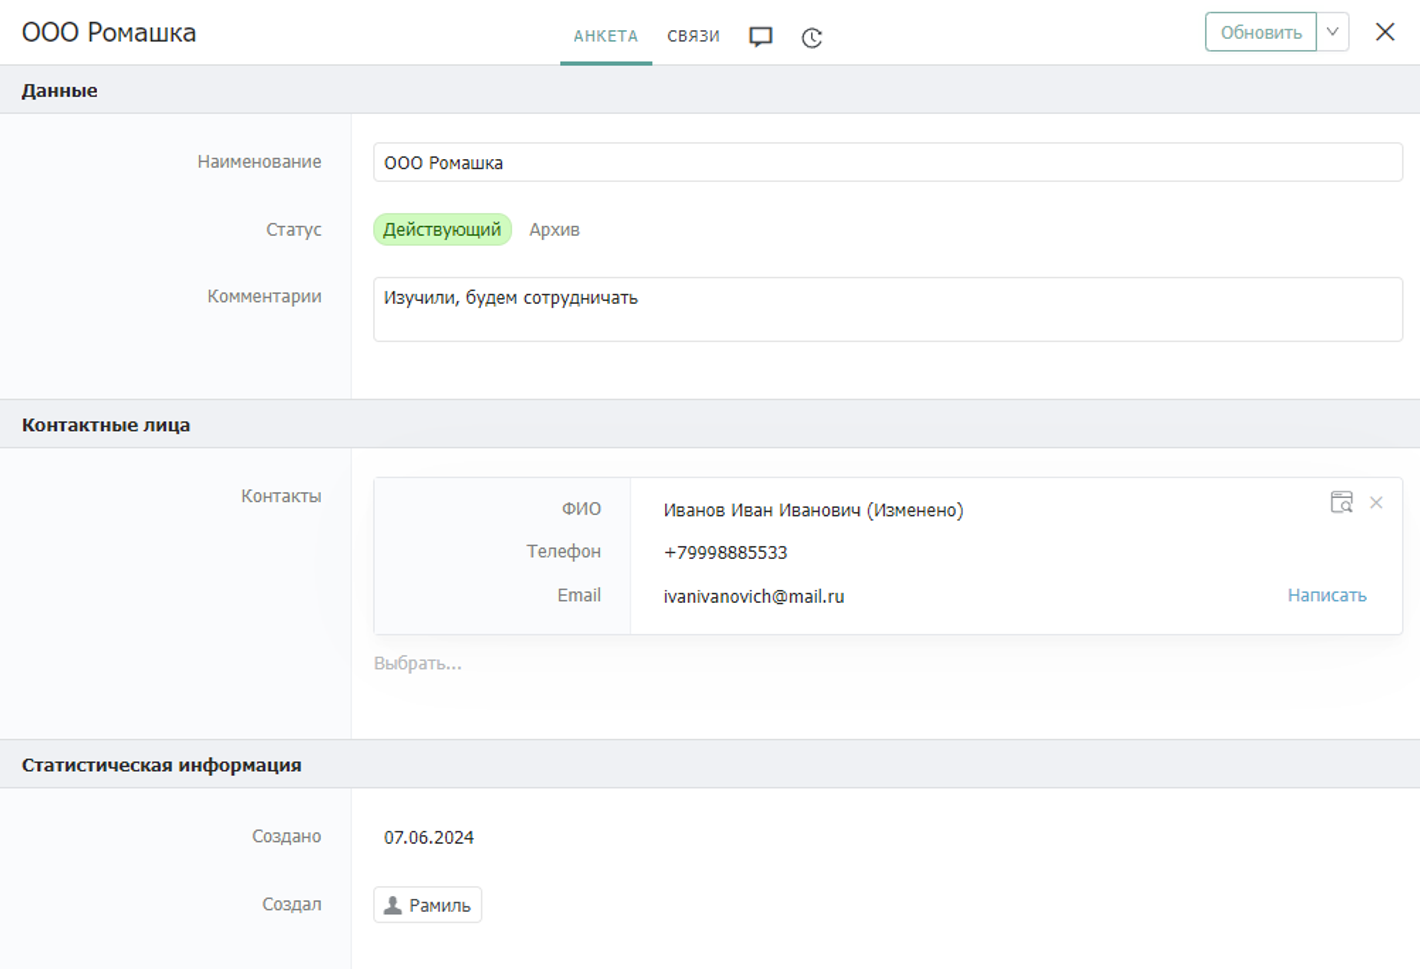 ООО Ромашка
АНКЕТА СВЯЗИ
Обновить
Данные
Наименование ООО Ромашка
Статус Действующий Архив
Комментарии Изучили, будем сотрудничать
Контактные лица
Контакты
ФИО Иванов Иван Иванович (Изменено)
Телефон +79998885533
Email ivanivanovich@mail.ru Написать
Выбрать...
Статистическая информация
Создано 07.06.2024
Создал Рамиль